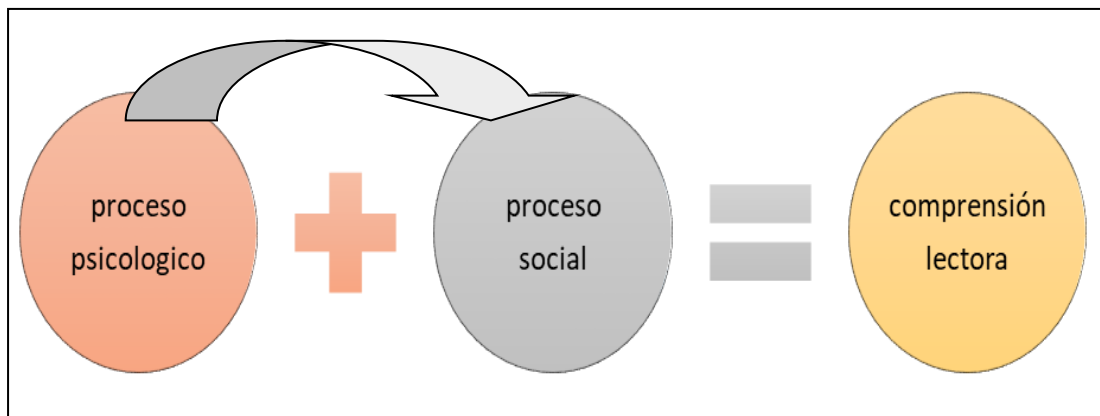 proceso
psicologico
proceso
social
comprensión
lectora